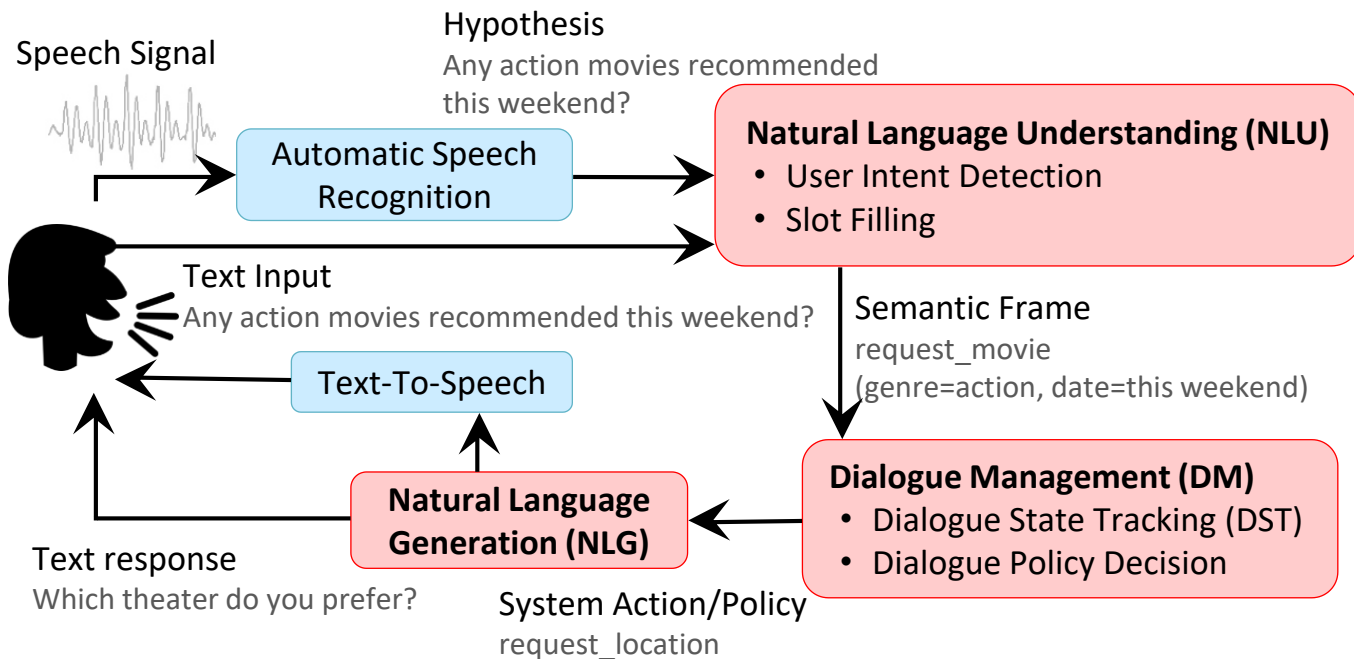 Speech Signal
Hypothesis
Any action movies recommended
this weekend?
Automatic Speech
Recognition
Natural Language Understanding (NLU)
• User Intent Detection
• Slot Filling
Text Input
Any action movies recommended this weekend?
Semantic Frame
request_movie
(genre=action, date=this weekend)
Text-To-Speech
Dialogue Management (DM)
• Dialogue State Tracking (DST)
• Dialogue Policy Decision
Natural Language
Generation (NLG)
Text response
Which theater do you prefer?
System Action/Policy
request_location